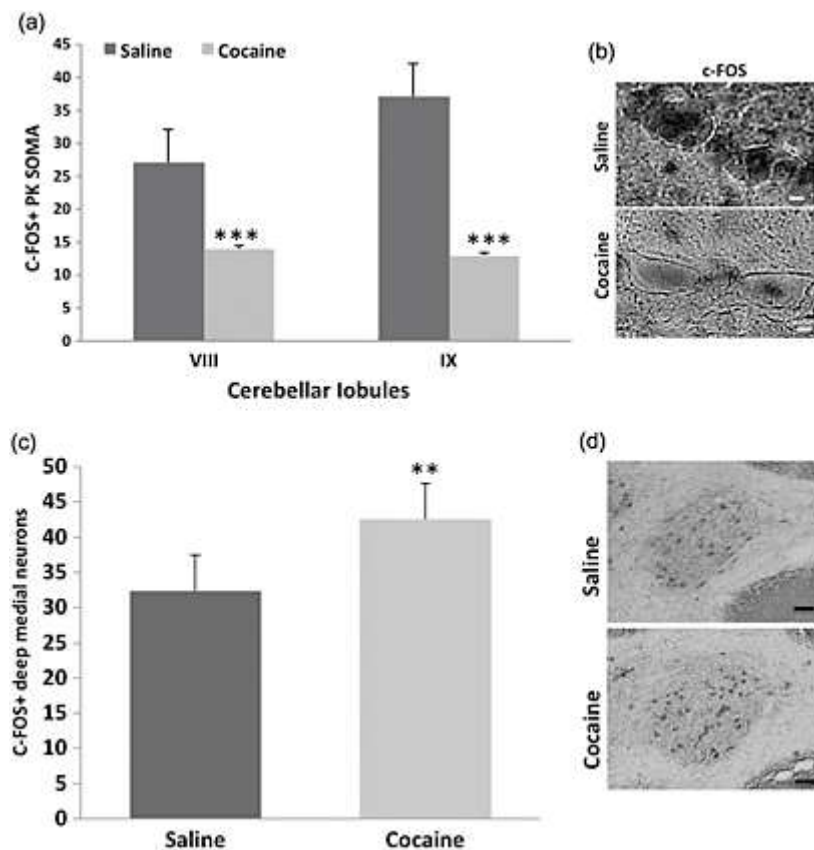 (a)
45
40
35
30
25
20
15
10
5
0
C-FOS+ PK SOMA
Saline Cocaine
***
***
VIII IX
Cerebellar lobules
(b)
c-FOS
Saline
Cocaine
(c)
50
45
40
35
30
25
20
15
10
5
0
C-FOS+ deep medial neurons
**
Saline Cocaine
(d)
Saline
Cocaine